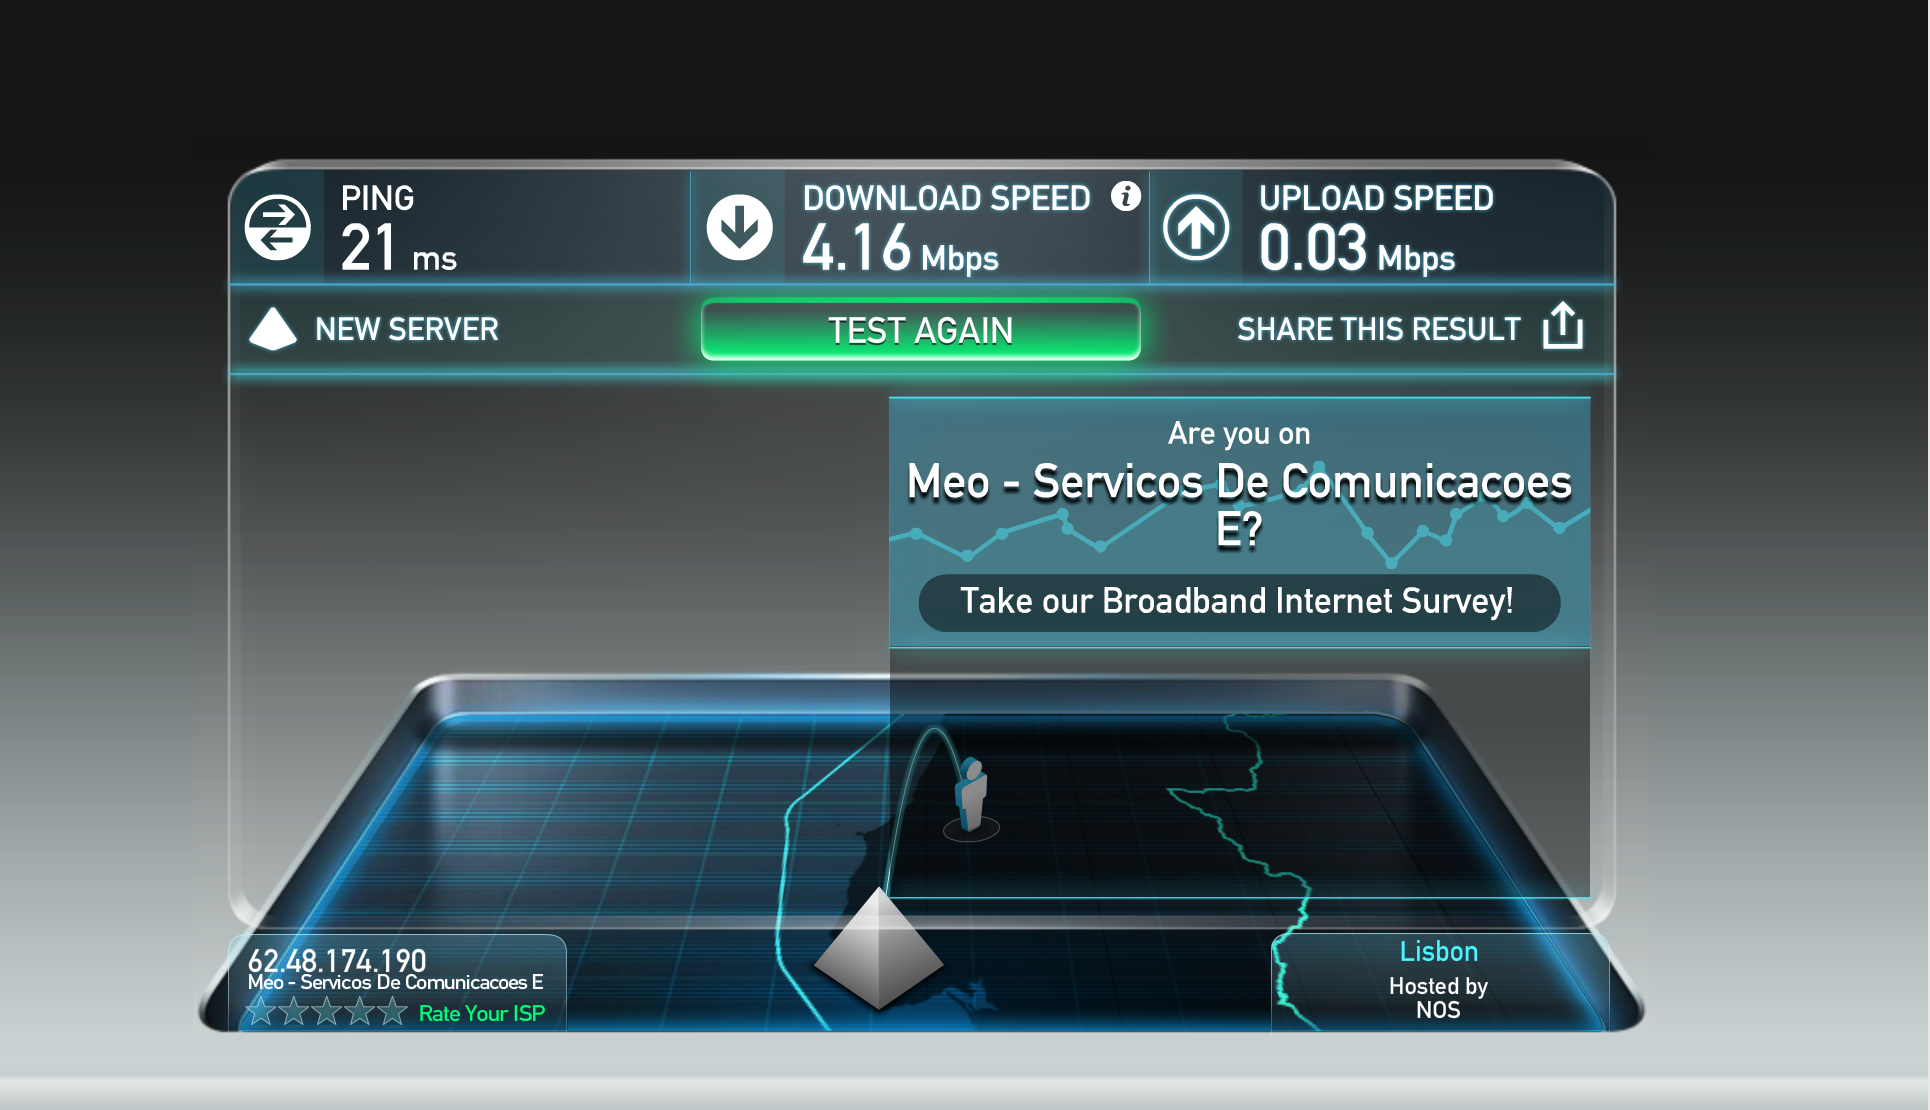 PING
21 ms
DOWNLOAD SPEED i
4.16 Mbps
UPLOAD SPEED
0.03 Mbps
NEW SERVER
TEST AGAIN
SHARE THIS RESULT
Are you on
Meo - Servicos De Comunicacoes
E?
Take our Broadband Internet Survey!
62.48.174.190
Meo - Servicos De Comunicacoes E
Rate Your ISP
Lisbon
Hosted by
NOS